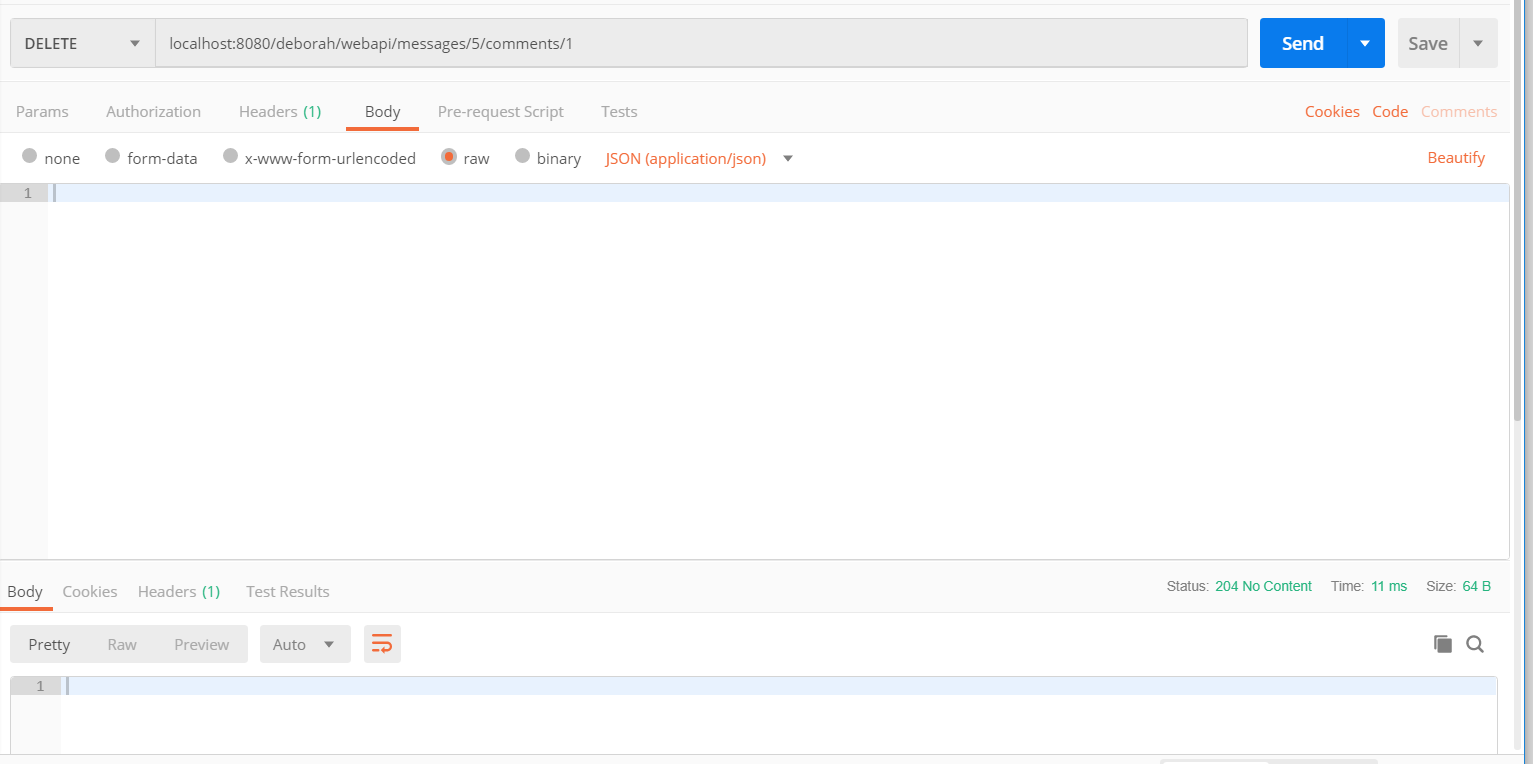 DELETE localhost:8080/deborah/webapi/messages/5/comments/1 Send Save
Params Authorization Headers (1) Body Pre-request Script Tests Cookies Code Comments
none form-data x-www-form-urlencoded raw binary JSON (application/json) Beautify
1
Body Cookies Headers (1) Test Results Status: 204 No Content Time: 11 ms Size: 64 B
Pretty Raw Preview Auto
1